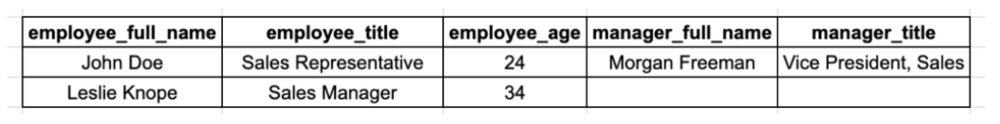 employee_full_name employee_title employee_age manager_full_name manager_title
John Doe Sales Representative 24 Morgan Freeman Vice President, Sales
Leslie Knope Sales Manager 34